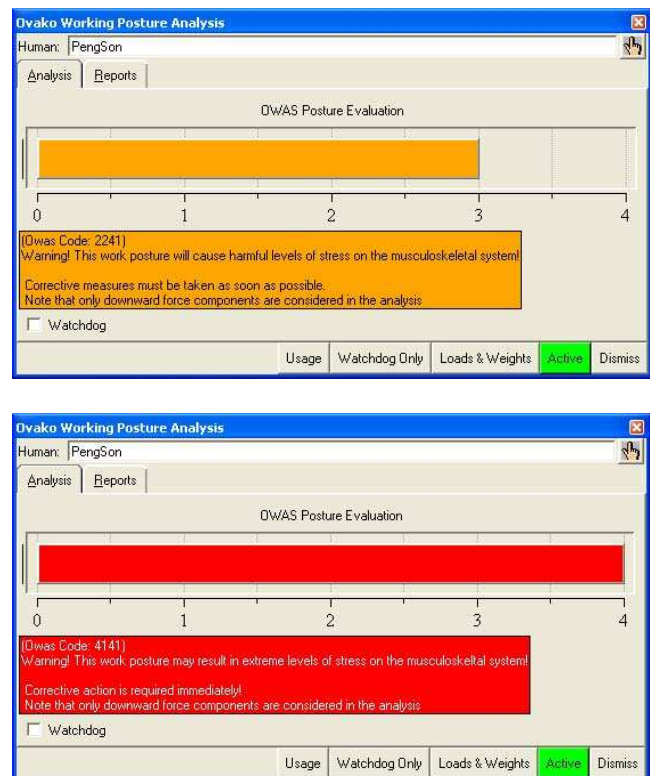 Ovako Working Posture Analysis
Human: PengSon
Analysis Reports
OWAS Posture Evaluation
0 1 2 3 4
(Owas Code: 2241)
Warning! This work posture will cause harmful levels of stress on the musculoskeletal system!
Corrective measures must be taken as soon as possible.
Note that only downward force components are considered in the analysis
Watchdog
Usage Watchdog Only Loads & Weights Active Dismiss
Ovako Working Posture Analysis
Human: PengSon
Analysis Reports
OWAS Posture Evaluation
0 1 2 3 4
(Owas Code: 4141)
Warning! This work posture may result in extreme levels of stress on the musculoskeltal system!
Corrective action is required immediately!
Note that only downward force components are considered in the analysis
Watchdog
Usage Watchdog Only Loads & Weights Active Dismiss